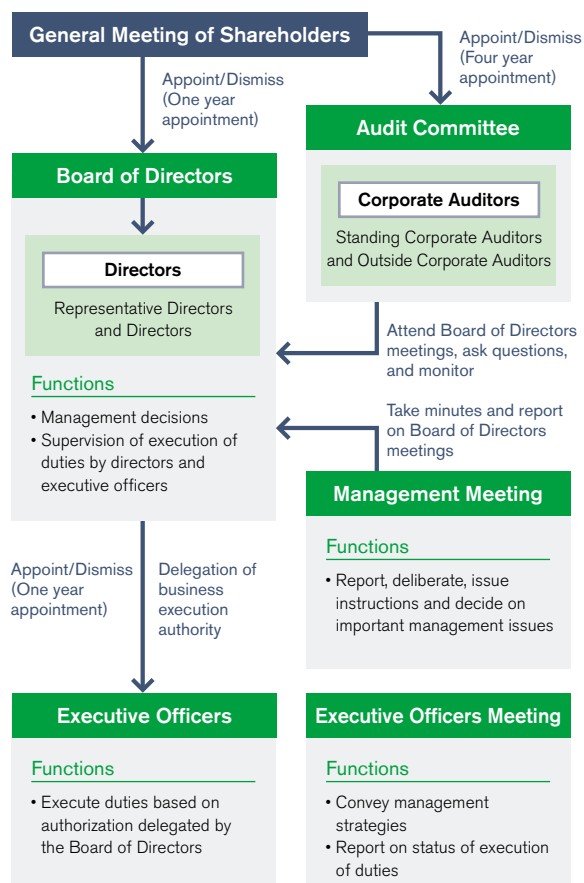 General Meeting of Shareholders
Appoint/Dismiss
(One year
appointment)
Appoint/Dismiss
(Four year
appointment)
Audit Committee
Corporate Auditors
Standing Corporate Auditors
and Outside Corporate Auditors
Board of Directors
Directors
Representative Directors
and Directors
Functions
• Management decisions
• Supervision of execution of
duties by directors and
executive officers
Attend Board of Directors
meetings, ask questions,
and monitor
Take minutes and report
on Board of Directors
meetings
Management Meeting
Functions
• Report, deliberate, issue
instructions and decide on
important management issues
Appoint/Dismiss
(One year
appointment)
Delegation of
business
execution
authority
Executive Officers
Functions
• Execute duties based on
authorization delegated by
the Board of Directors
Executive Officers Meeting
Functions
• Convey management
strategies
• Report on status of execution
of duties